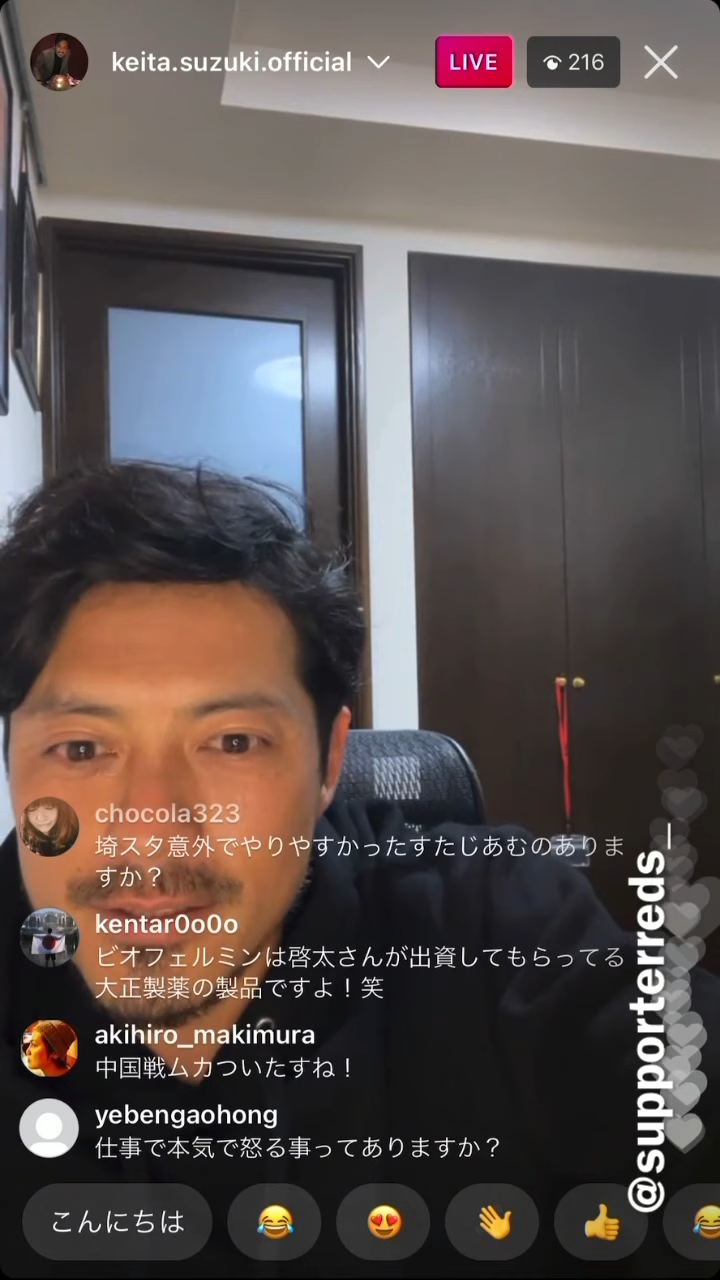 keita.suzuki.official
LIVE
216
chocola323
埼スタ意外でやりやすかったすたじあむのありま
すか？
kentar0o0o
ビオフェルミンは啓太さんが出資してもらってる
大正製薬の製品ですよ！笑
akihiro_makimura
中国戦ムカついたすね！
yebengaohong
仕事で本気で怒る事ってありますか？
こんにちは
@supporterreds_